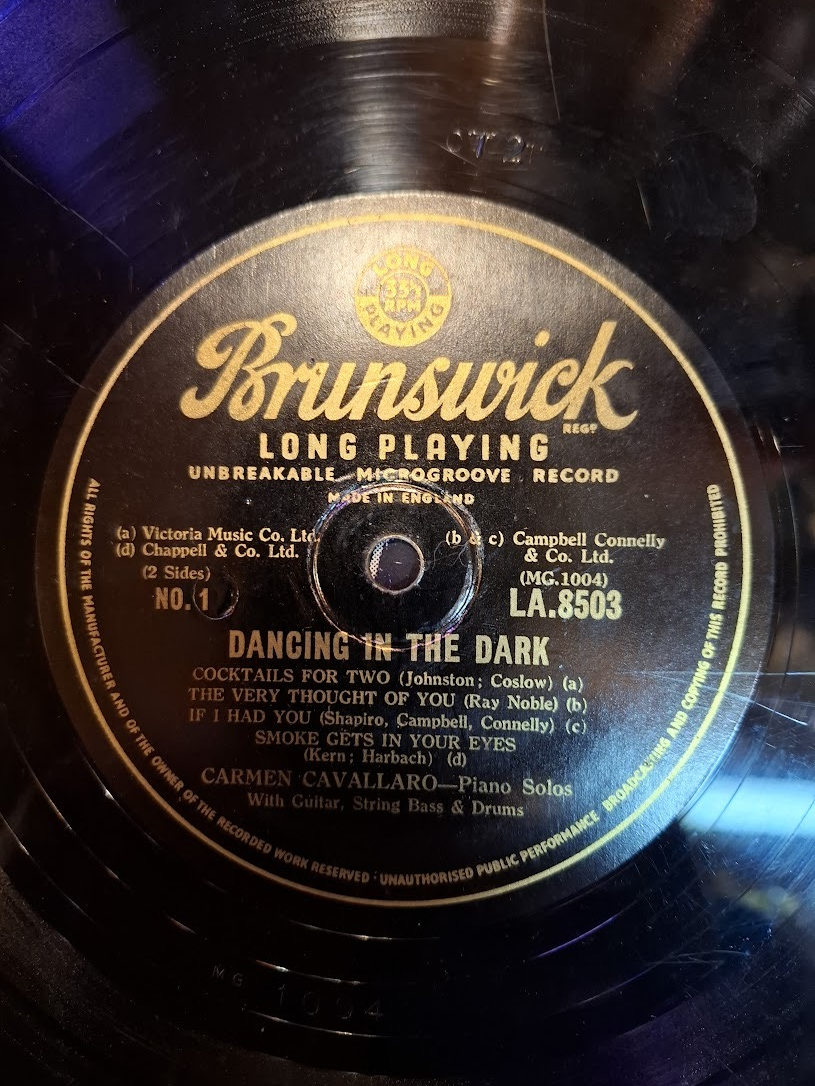 LONG
33⅓
RPM
PLAYING
Brunswick
REGD
LONG PLAYING
UNBREAKABLE MICROGROOVE RECORD
MADE IN ENGLAND
(a) Victoria Music Co. Ltd.
(d) Chappell & Co. Ltd.
(b & c) Campbell Connelly
& Co. Ltd.
(2 Sides)
(MG.1004)
NO. 1
LA.8503
DANCING IN THE DARK
COCKTAILS FOR TWO (Johnston; Coslow) (a)
THE VERY THOUGHT OF YOU (Ray Noble) (b)
IF I HAD YOU (Shapiro, Campbell, Connelly) (c)
SMOKE GETS IN YOUR EYES
(Kern; Harbach) (d)
CARMEN CAVALLARO—Piano Solos
With Guitar, String Bass & Drums
ALL RIGHTS OF THE MANUFACTURER AND OF THE OWNER OF THE RECORDED WORK RESERVED · UNAUTHORISED PUBLIC PERFORMANCE BROADCASTING AND COPYING OF THIS RECORD PROHIBITED
MG 1004